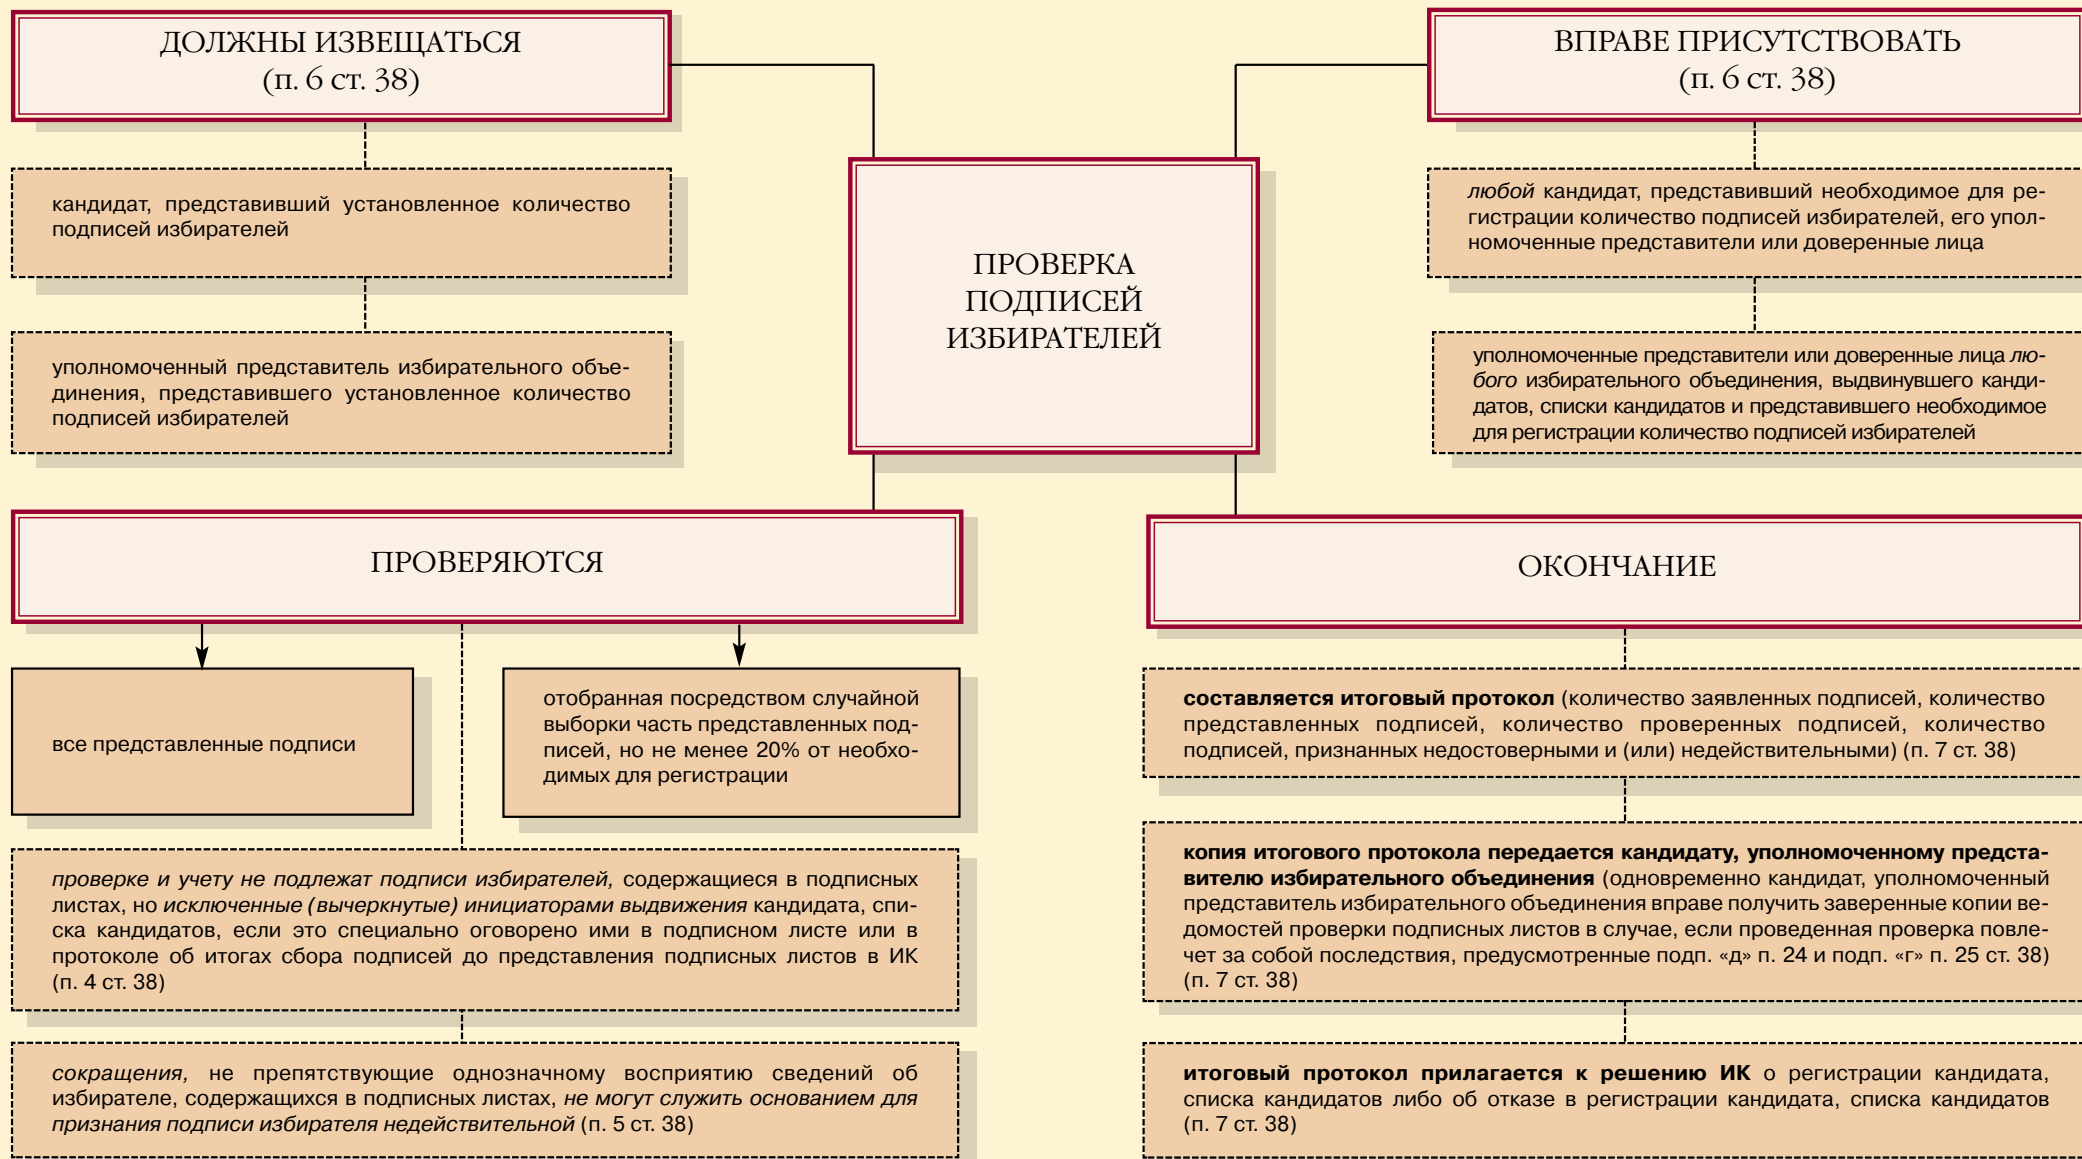 ДОЛЖНЫ ИЗВЕЩАТЬСЯ
(п. 6 ст. 38)
кандидат, представивший установленное количество
подписей избирателей
уполномоченный представитель избирательного объе-
динения, представившего установленное количество
подписей избирателей
ПРОВЕРКА
ПОДПИСЕЙ
ИЗБИРАТЕЛЕЙ
ВПРАВЕ ПРИСУТСТВОВАТЬ
(п. 6 ст. 38)
любой кандидат, представивший необходимое для ре-
гистрации количество подписей избирателей, его упол-
номоченные представители или доверенные лица
уполномоченные представители или доверенные лица лю-
бого избирательного объединения, выдвинувшего канди-
датов, списки кандидатов и представившего необходимое
для регистрации количество подписей избирателей
ПРОВЕРЯЮТСЯ
все представленные подписи
отобранная посредством случайной
выборки часть представленных под-
писей, но не менее 20% от необхо-
димых для регистрации
проверке и учету не подлежат подписи избирателей, содержащиеся в подписных
листах, но исключенные (вычеркнутые) инициаторами выдвижения кандидата, спи-
ска кандидатов, если это специально оговорено ими в подписном листе или в
протоколе об итогах сбора подписей до представления подписных листов в ИК
(п. 4 ст. 38)
сокращения, не препятствующие однозначному восприятию сведений об
избирателе, содержащихся в подписных листах, не могут служить основанием для
признания подписи избирателя недействительной (п. 5 ст. 38)
ОКОНЧАНИЕ
составляется итоговый протокол (количество заявленных подписей, количество
представленных подписей, количество проверенных подписей, количество
подписей, признанных недостоверными и (или) недействительными) (п. 7 ст. 38)
копия итогового протокола передается кандидату, уполномоченному предста-
вителю избирательного объединения (одновременно кандидат, уполномоченный
представитель избирательного объединения вправе получить заверенные копии ве-
домостей проверки подписных листов в случае, если проведенная проверка повле-
чет за собой последствия, предусмотренные подп. «д» п. 24 и подп. «г» п. 25 ст. 38)
(п. 7 ст. 38)
итоговый протокол прилагается к решению ИК о регистрации кандидата,
списка кандидатов либо об отказе в регистрации кандидата, списка кандидатов
(п. 7 ст. 38)